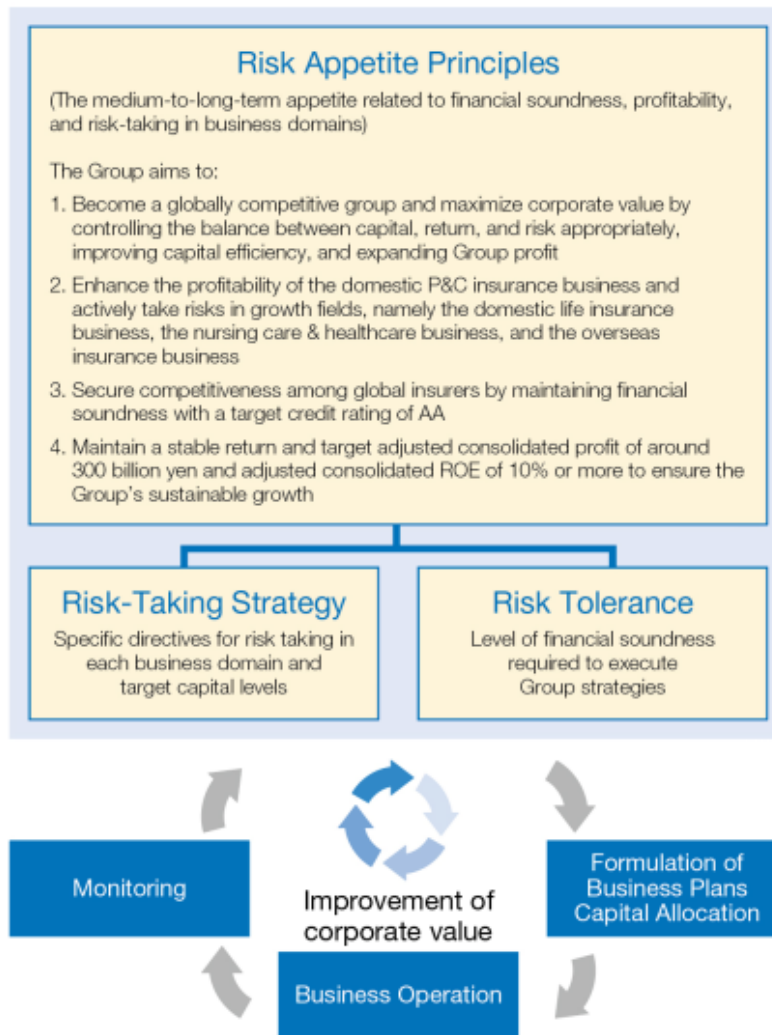 Risk Appetite Principles
(The medium-to-long-term appetite related to financial soundness, profitability,
and risk-taking in business domains)
The Group aims to:
1. Become a globally competitive group and maximize corporate value by
controlling the balance between capital, return, and risk appropriately,
improving capital efficiency, and expanding Group profit
2. Enhance the profitability of the domestic P&C insurance business and
actively take risks in growth fields, namely the domestic life insurance
business, the nursing care & healthcare business, and the overseas
insurance business
3. Secure competitiveness among global insurers by maintaining financial
soundness with a target credit rating of AA
4. Maintain a stable return and target adjusted consolidated profit of around
300 billion yen and adjusted consolidated ROE of 10% or more to ensure the
Group's sustainable growth
Risk-Taking Strategy
Specific directives for risk taking in
each business domain and
target capital levels
Risk Tolerance
Level of financial soundness
required to execute
Group strategies
Monitoring
Improvement of
corporate value
Formulation of
Business Plans
Capital Allocation
Business Operation